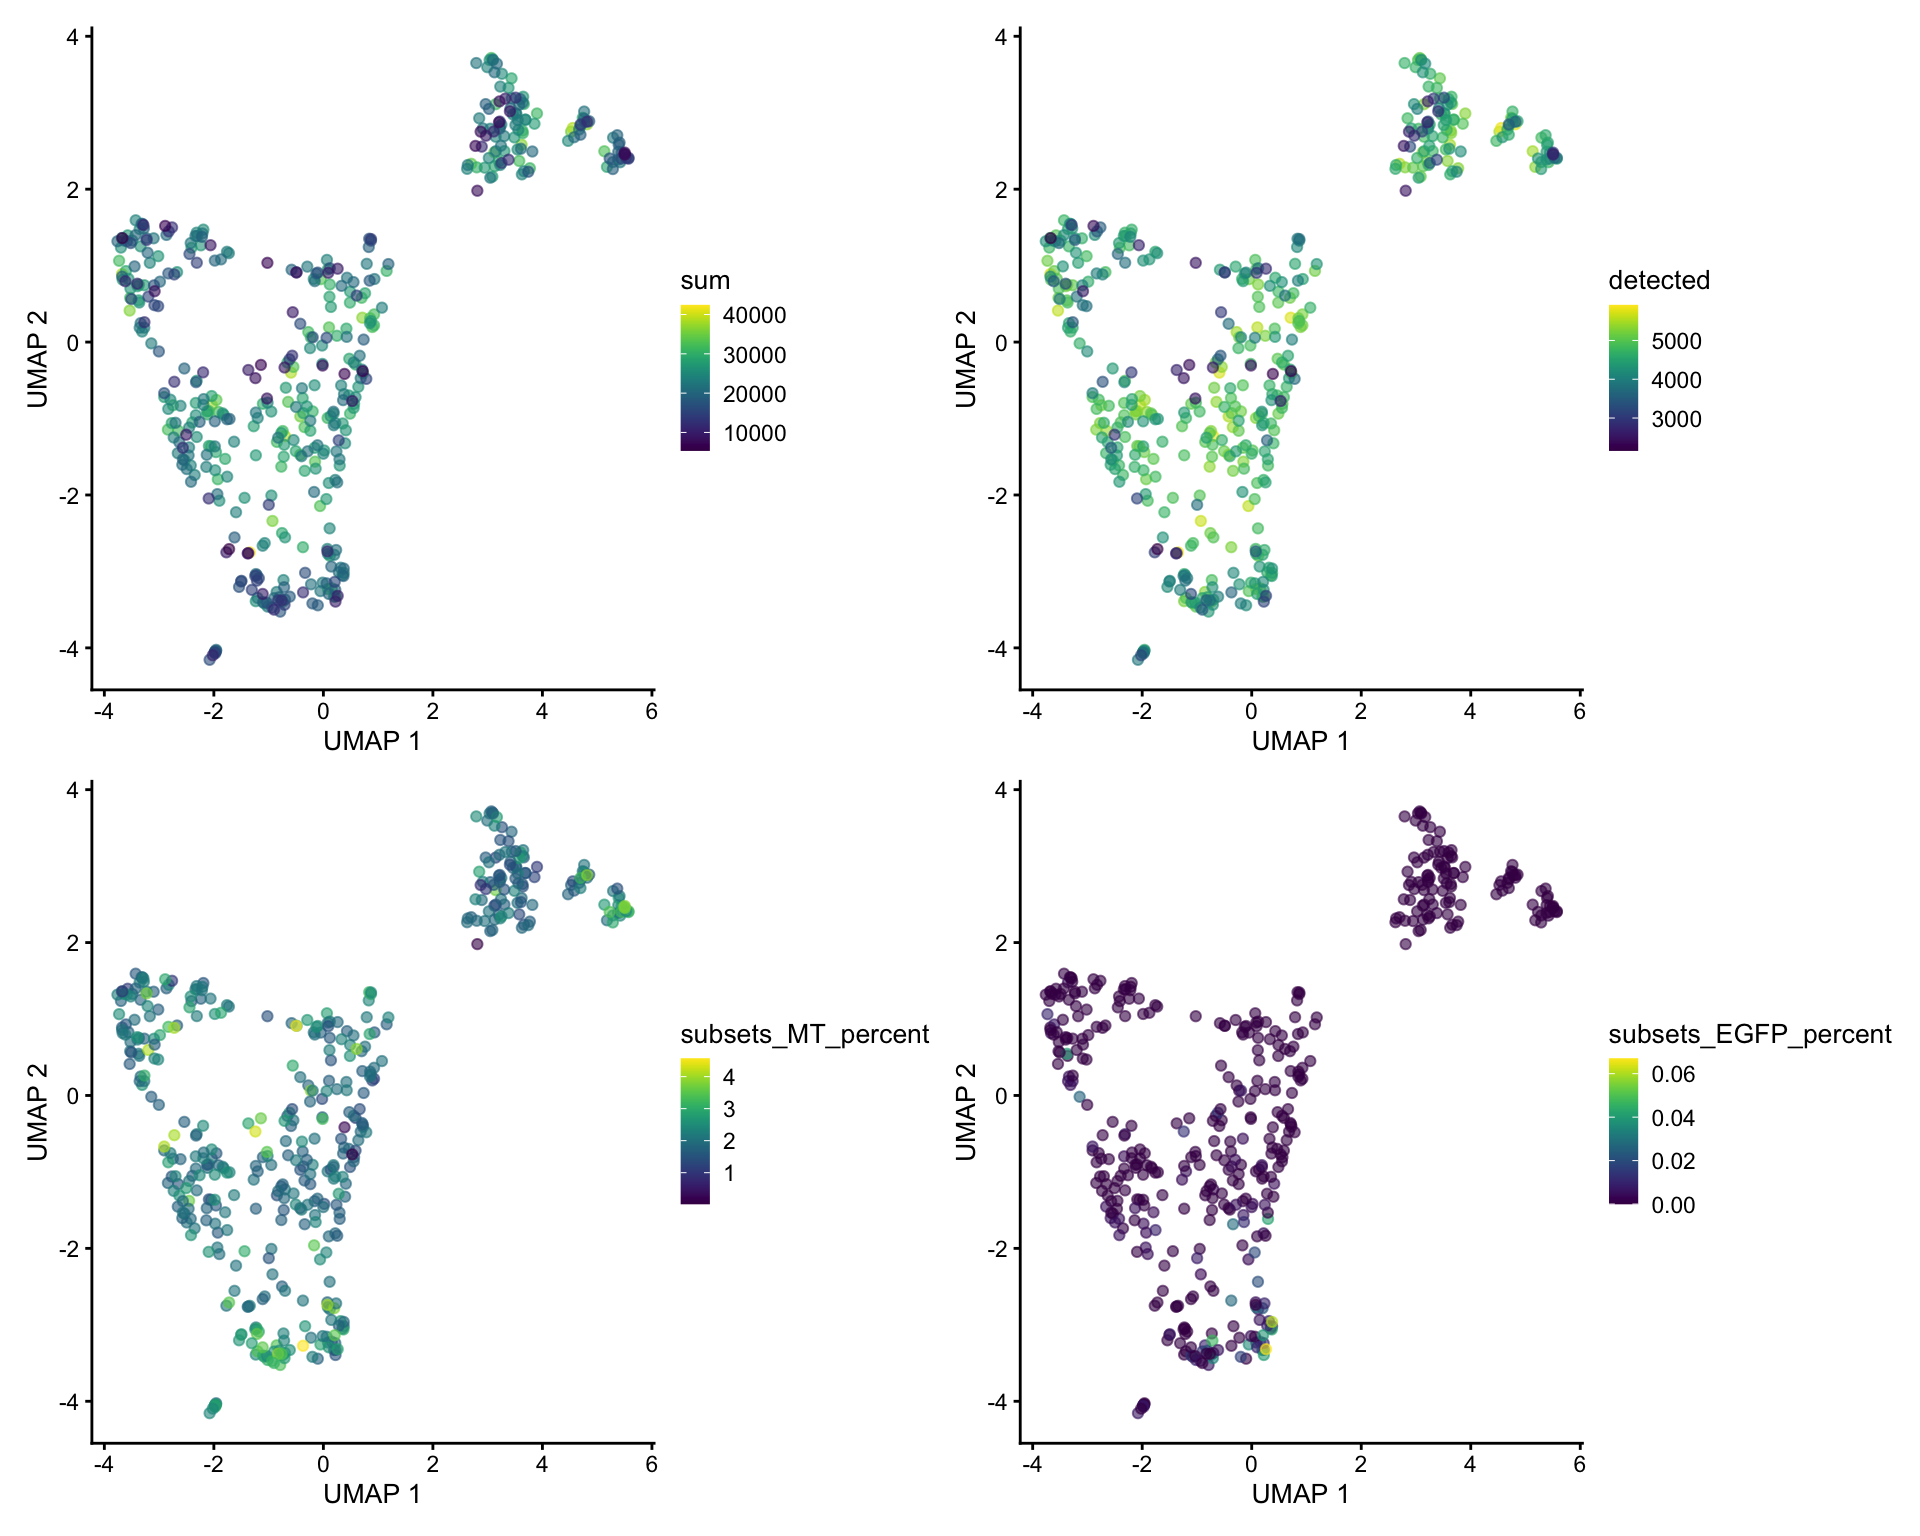 4
2
0
-2
-4
UMAP 2
-4 -2 0 2 4 6
UMAP 1
sum
40000
30000
20000
10000
4
2
0
-2
-4
UMAP 2
-4 -2 0 2 4 6
UMAP 1
detected
5000
4000
3000
4
2
0
-2
-4
UMAP 2
-4 -2 0 2 4 6
UMAP 1
subsets_MT_percent
4
3
2
1
4
2
0
-2
-4
UMAP 2
-4 -2 0 2 4 6
UMAP 1
subsets_EGFP_percent
0.06
0.04
0.02
0.00